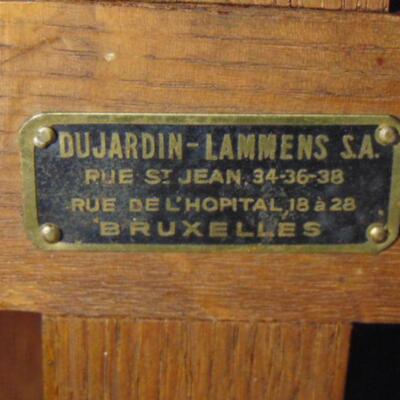 DUJARDIN-LAMMENS S.A.
RUE ST JEAN. 34-36-38
RUE DE L'HOPITAL 18 à 28
BRUXELLES